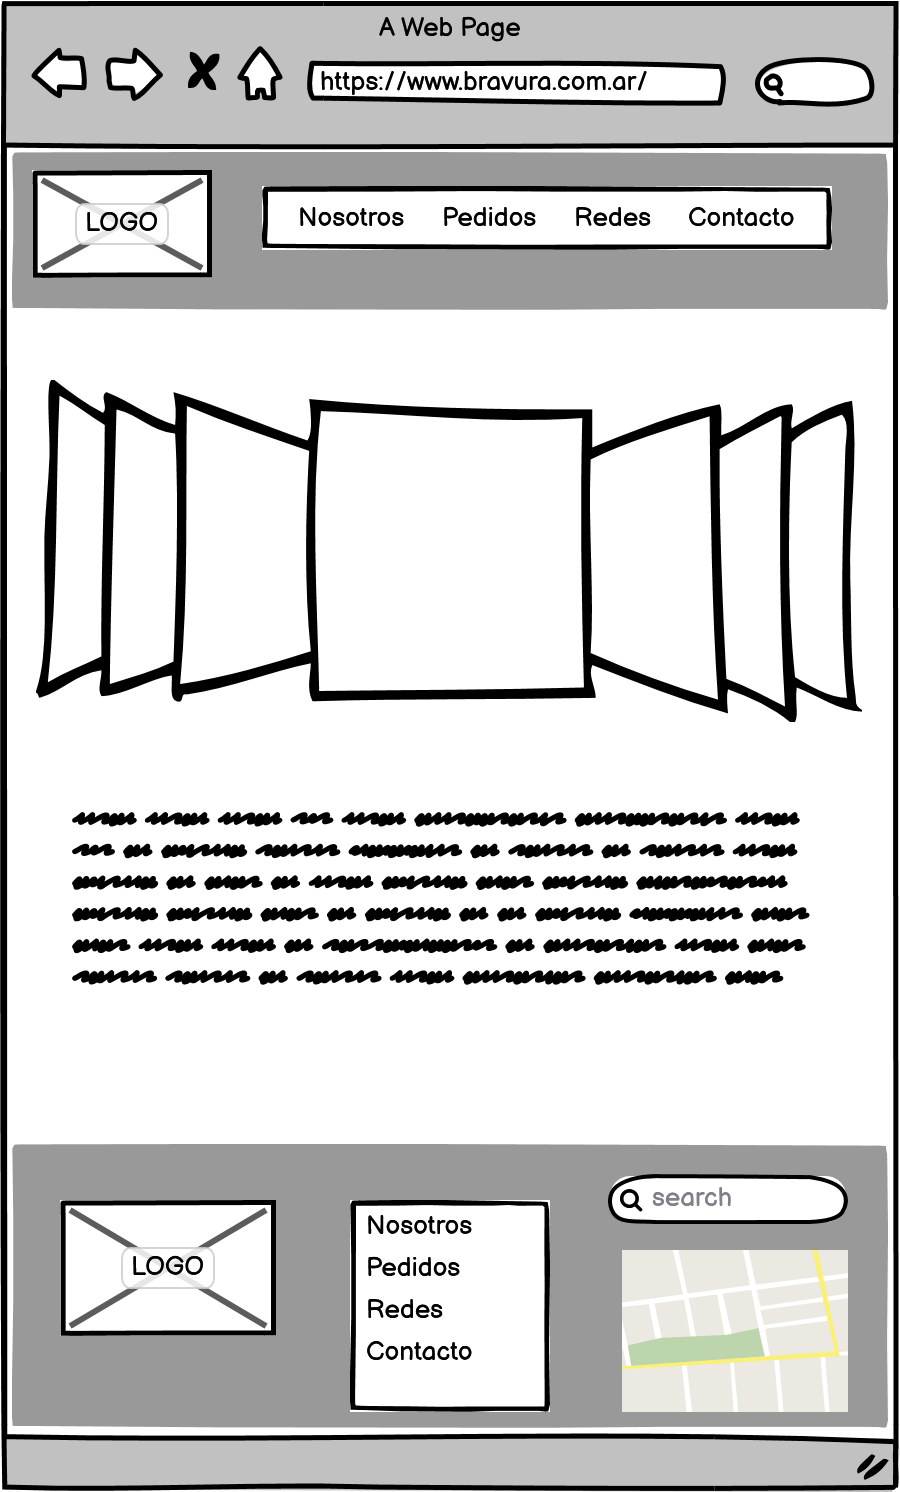 A Web Page
https://www.bravura.com.ar/
LOGO
Nosotros Pedidos Redes Contacto
search
LOGO
Nosotros
Pedidos
Redes
Contacto